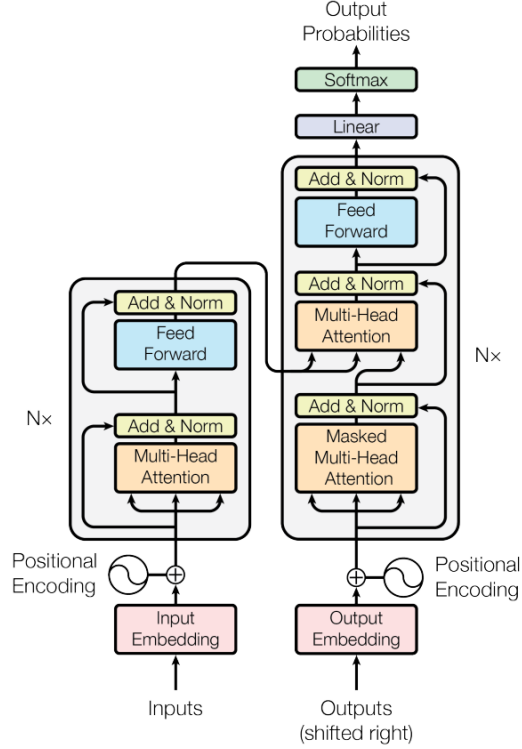 Output
Probabilities
Softmax
Linear
Add & Norm
Feed
Forward
Add & Norm
Multi-Head
Attention
Add & Norm
Masked
Multi-Head
Attention
N×
Positional
Encoding
Output
Embedding
Outputs
(shifted right)
Add & Norm
Feed
Forward
Add & Norm
Multi-Head
Attention
N×
Positional
Encoding
Input
Embedding
Inputs